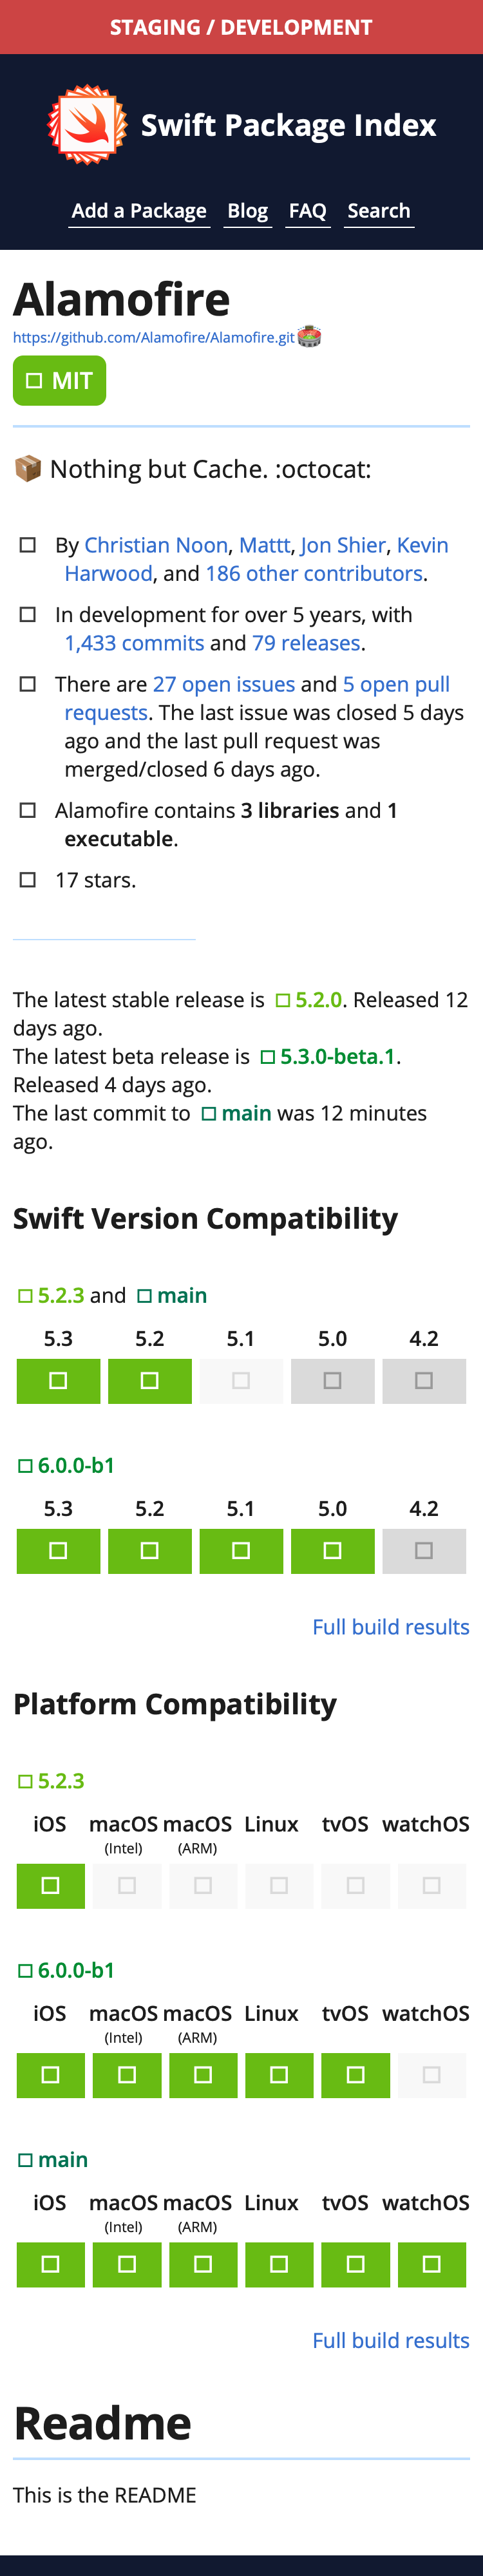 STAGING / DEVELOPMENT
Swift Package Index
Add a Package Blog FAQ Search
Alamofire
https://github.com/Alamofire/Alamofire.git
MIT
📦 Nothing but Cache. :octocat:
By Christian Noon, Mattt, Jon Shier, Kevin
Harwood, and 186 other contributors.
In development for over 5 years, with
1,433 commits and 79 releases.
There are 27 open issues and 5 open pull
requests. The last issue was closed 5 days
ago and the last pull request was
merged/closed 6 days ago.
Alamofire contains 3 libraries and 1
executable.
17 stars.
The latest stable release is 5.2.0. Released 12
days ago.
The latest beta release is 5.3.0-beta.1.
Released 4 days ago.
The last commit to main was 12 minutes
ago.
Swift Version Compatibility
5.2.3 and main
5.3 5.2 5.1 5.0 4.2
6.0.0-b1
5.3 5.2 5.1 5.0 4.2
Full build results
Platform Compatibility
5.2.3
iOS macOS macOS Linux tvOS watchOS
(Intel) (ARM)
6.0.0-b1
iOS macOS macOS Linux tvOS watchOS
(Intel) (ARM)
main
iOS macOS macOS Linux tvOS watchOS
(Intel) (ARM)
Full build results
Readme
This is the README